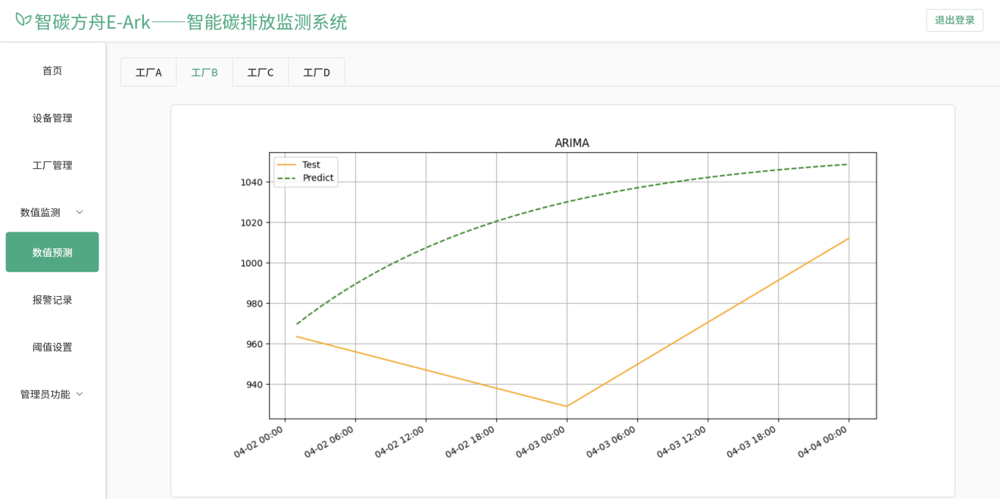 智碳方舟E-Ark——智能碳排放监测系统
退出登录
首页
设备管理
工厂管理
数值监测
数值预测
报警记录
阈值设置
管理员功能
工厂A
工厂B
工厂C
工厂D
ARIMA
Test
Predict
1040
1020
1000
980
960
940
04-02 00:00
04-02 06:00
04-02 12:00
04-02 18:00
04-03 00:00
04-03 06:00
04-03 12:00
04-03 18:00
04-04 00:00